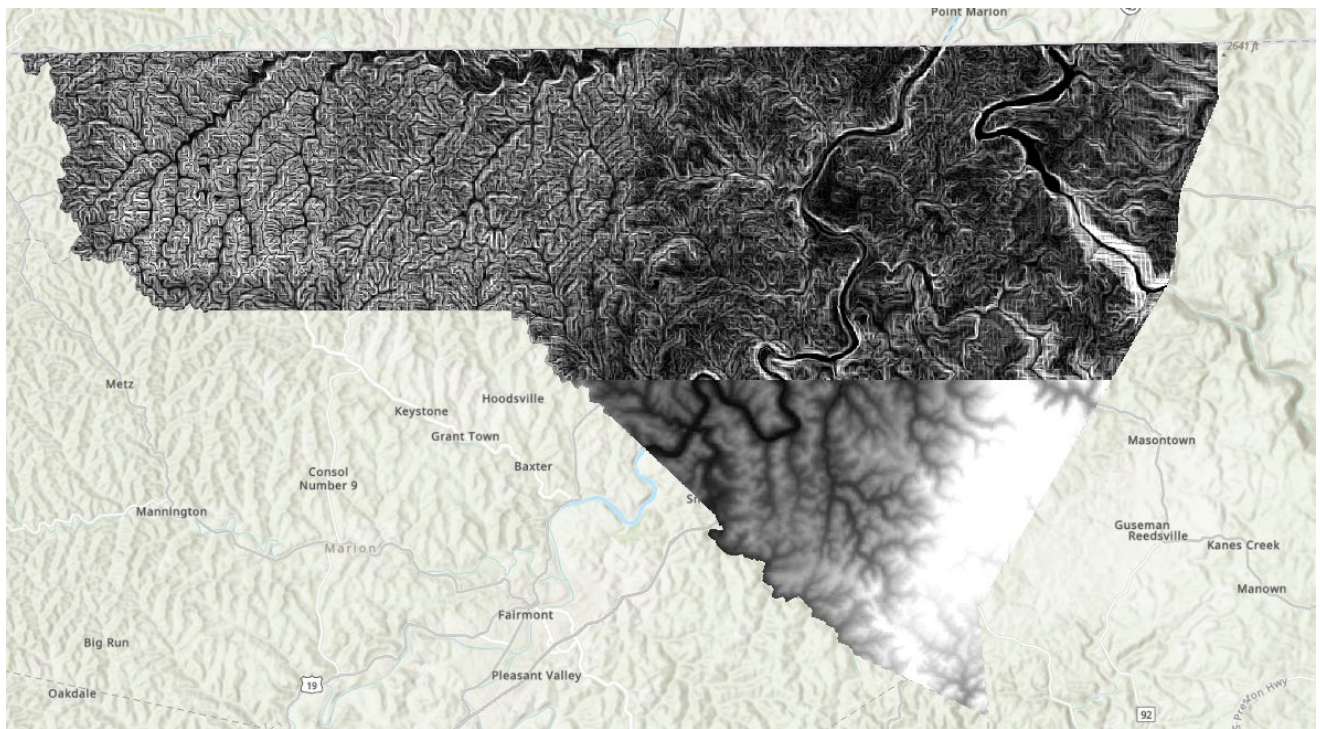 Point Marion
2641 ft
Metz
Hoodsville
Keystone
Grant Town
Masontown
Baxter
Consol
Number 9
Mannington
Guseman
Reedsville
Kanes Creek
Marion
Manown
Fairmont
Big Run
Pleasant Valley
19
Oakdale
92
S Preston Hwy